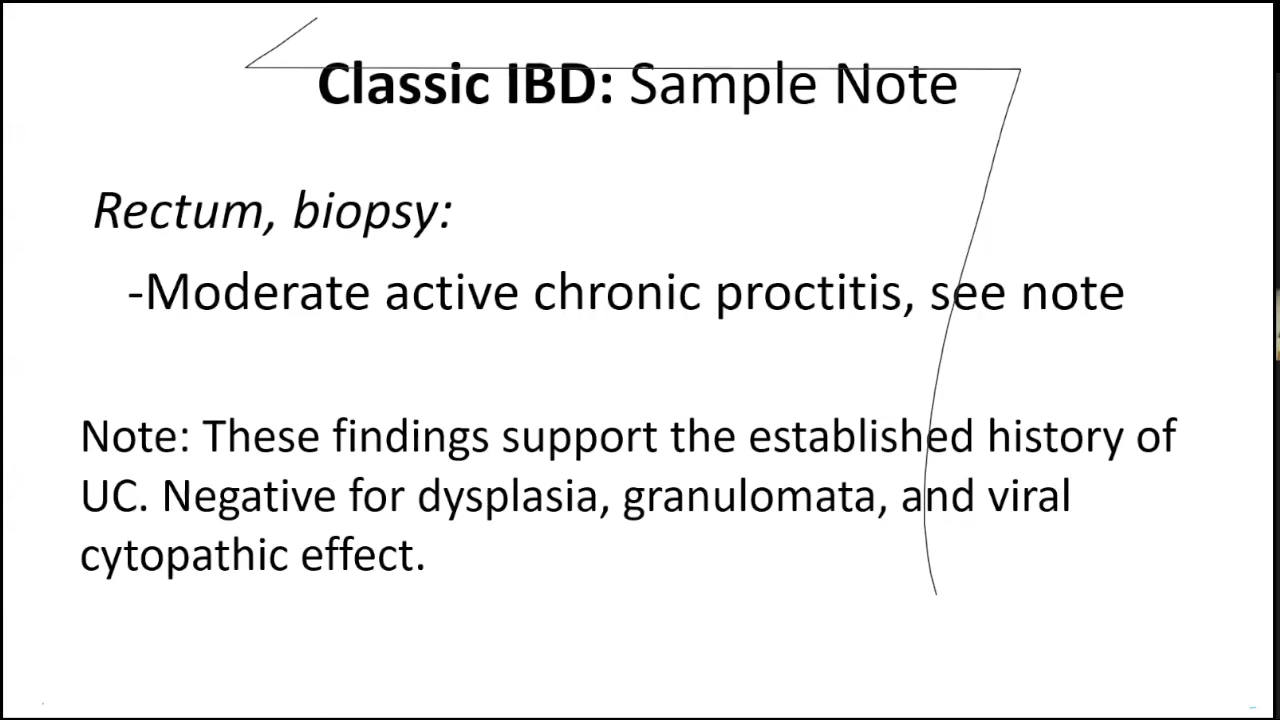 Classic IBD: Sample Note
Rectum, biopsy:
-Moderate active chronic proctitis, see note
Note: These findings support the established history of
UC. Negative for dysplasia, granulomata, and viral
cytopathic effect.